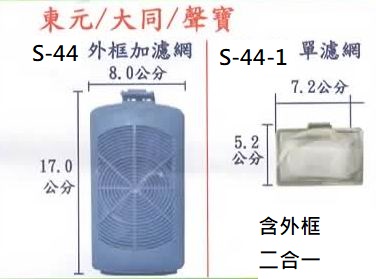 東元/大同/聲寶
S-44 外框加濾網
8.0公分
17.0
公分
S-44-1 單濾網
7.2公分
5.2
公分
含外框
二合一